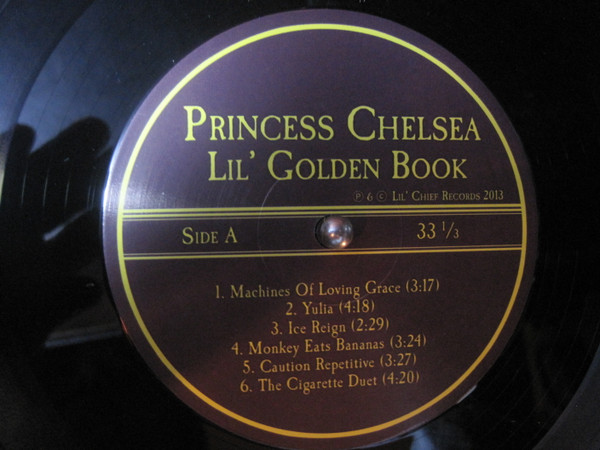 PRINCESS CHELSEA
LIL' GOLDEN BOOK
℗ & © LIL' CHIEF RECORDS 2013
SIDE A 33 1/3
1. Machines Of Loving Grace (3:17)
2. Yulia (4:18)
3. Ice Reign (2:29)
4. Monkey Eats Bananas (3:24)
5. Caution Repetitive (3:27)
6. The Cigarette Duet (4:20)